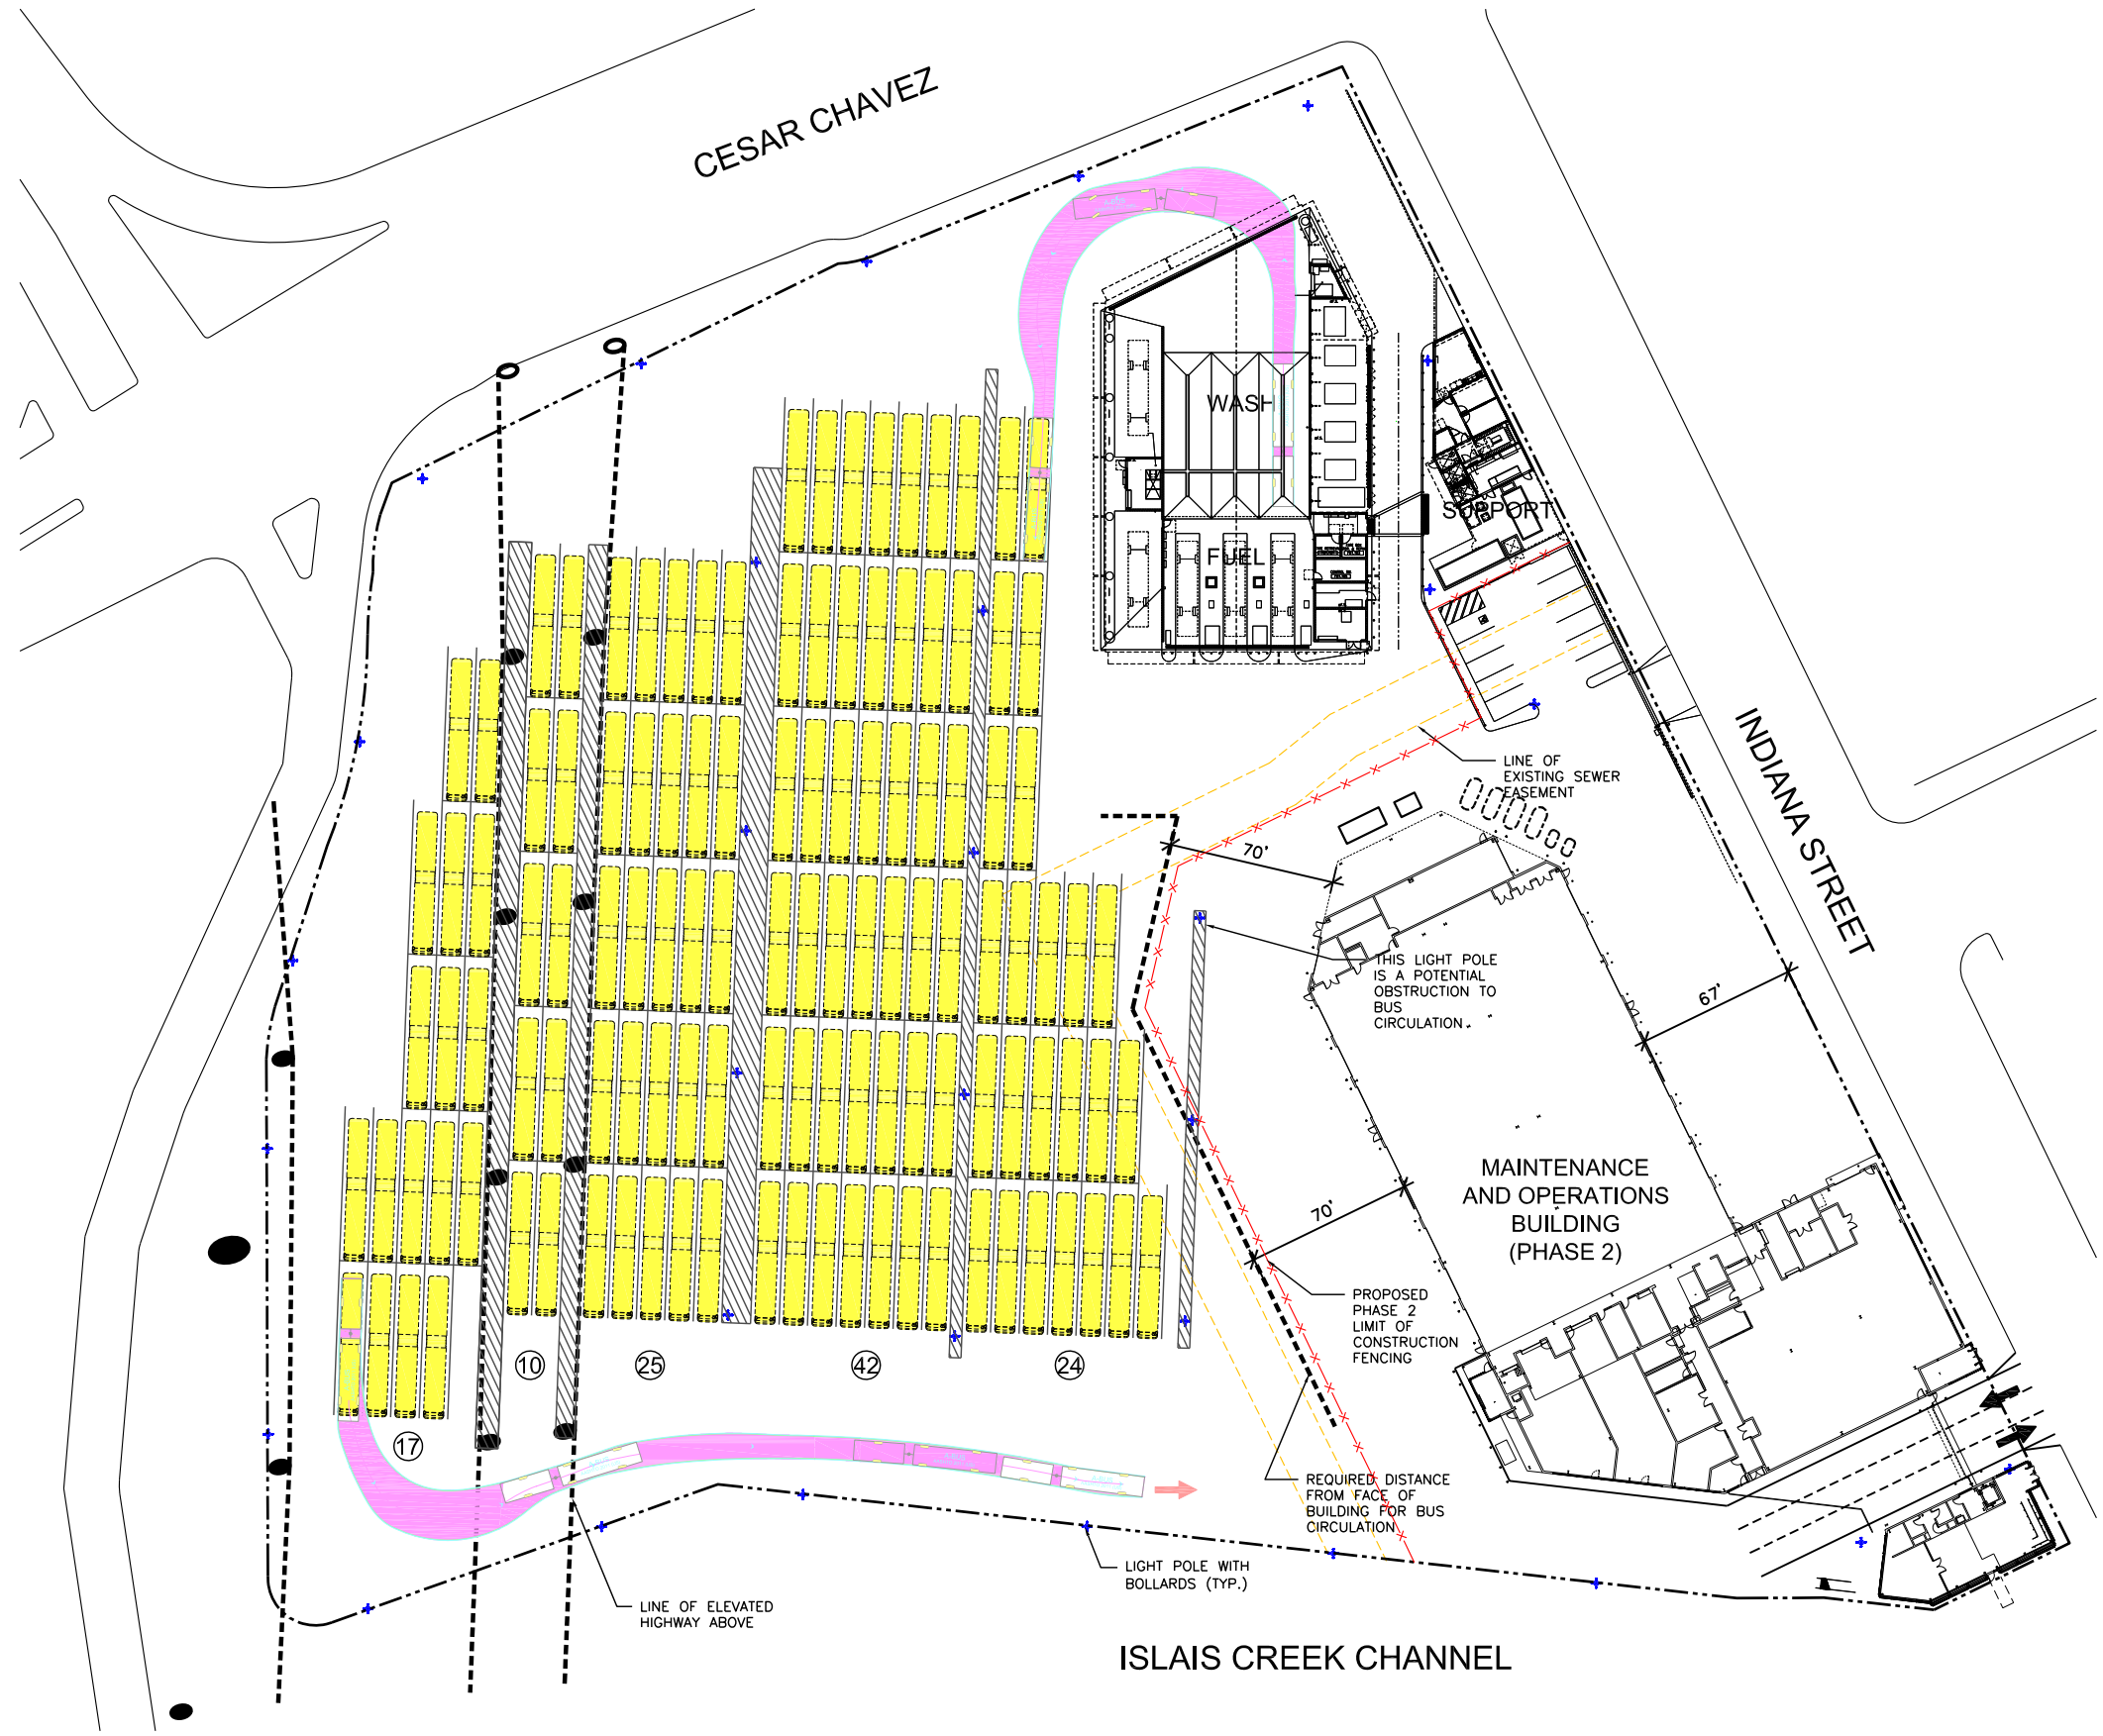 CESAR CHAVEZ
WASH
SUPPORT
FUEL
INDIANA STREET
LINE OF
EXISTING SEWER
EASEMENT
70'
THIS LIGHT POLE
IS A POTENTIAL
OBSTRUCTION TO
BUS
CIRCULATION.
67'
MAINTENANCE
AND OPERATIONS
BUILDING
(PHASE 2)
70'
PROPOSED
PHASE 2
LIMIT OF
CONSTRUCTION
FENCING
10
25
42
24
17
REQUIRED DISTANCE
FROM FACE OF
BUILDING FOR BUS
CIRCULATION
LIGHT POLE WITH
BOLLARDS (TYP.)
LINE OF ELEVATED
HIGHWAY ABOVE
ISLAIS CREEK CHANNEL